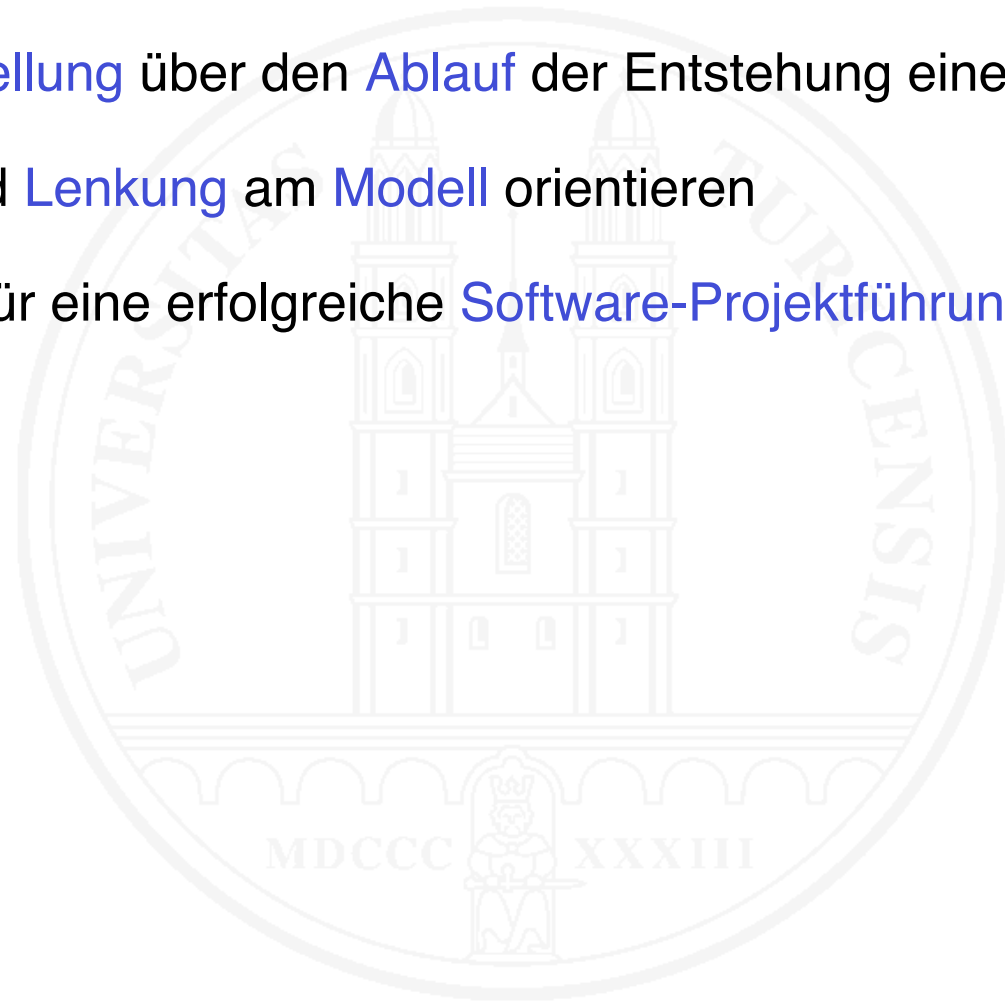 ellung über den Ablauf der Entstehung eine
d Lenkung am Modell orientieren
ür eine erfolgreiche Software-Projektführun
UNIVERSITAS TURICENSIS
MDCCC XXXIII